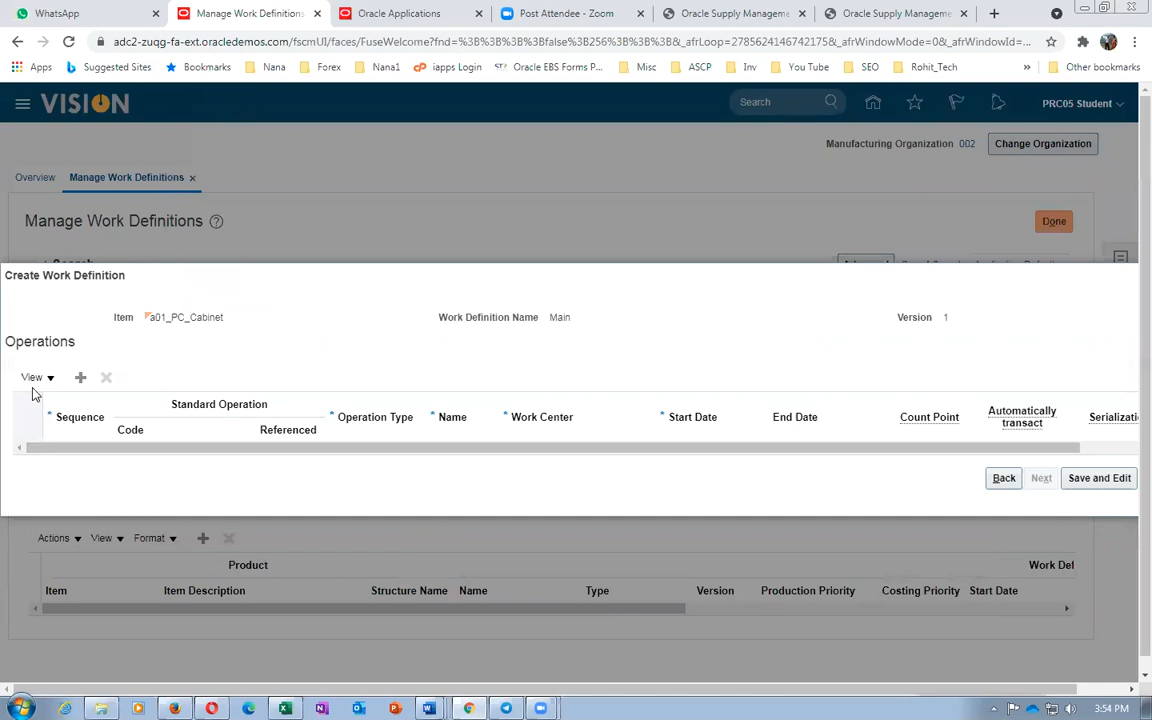 WhatsApp
Manage Work Definitions
Oracle Applications
Post Attendee - Zoom
Oracle Supply Manageme
Oracle Supply Manageme
adc2-zuqg-fa-ext.oracledemos.com/fscmUI/faces/FuseWelcome?fnd=%3B%3B%3B%3Bfalse%3B256%3B%3B%3B&_afrLoop=27856241467421​75&_afrWindowMode=0&_afrWindowId=...
Apps Suggested Sites Bookmarks Nana Forex Nana1 iapps Login Oracle EBS Forms P... Misc ASCP Inv You Tube SEO Rohit_Tech » Other bookmarks
VISION Search PRC05 Student
Manufacturing Organization 002 Change Organization
Overview Manage Work Definitions
Manage Work Definitions Done
Create Work Definition
Item a01_PC_Cabinet Work Definition Name Main Version 1
Operations
View
* Sequence Standard Operation * Operation Type * Name * Work Center * Start Date End Date Count Point Automatically transact Serializati
Code Referenced
Back Next Save and Edit
Actions View Format
Product Work Def
Item Item Description Structure Name Name Type Version Production Priority Costing Priority Start Date
3:54 PM